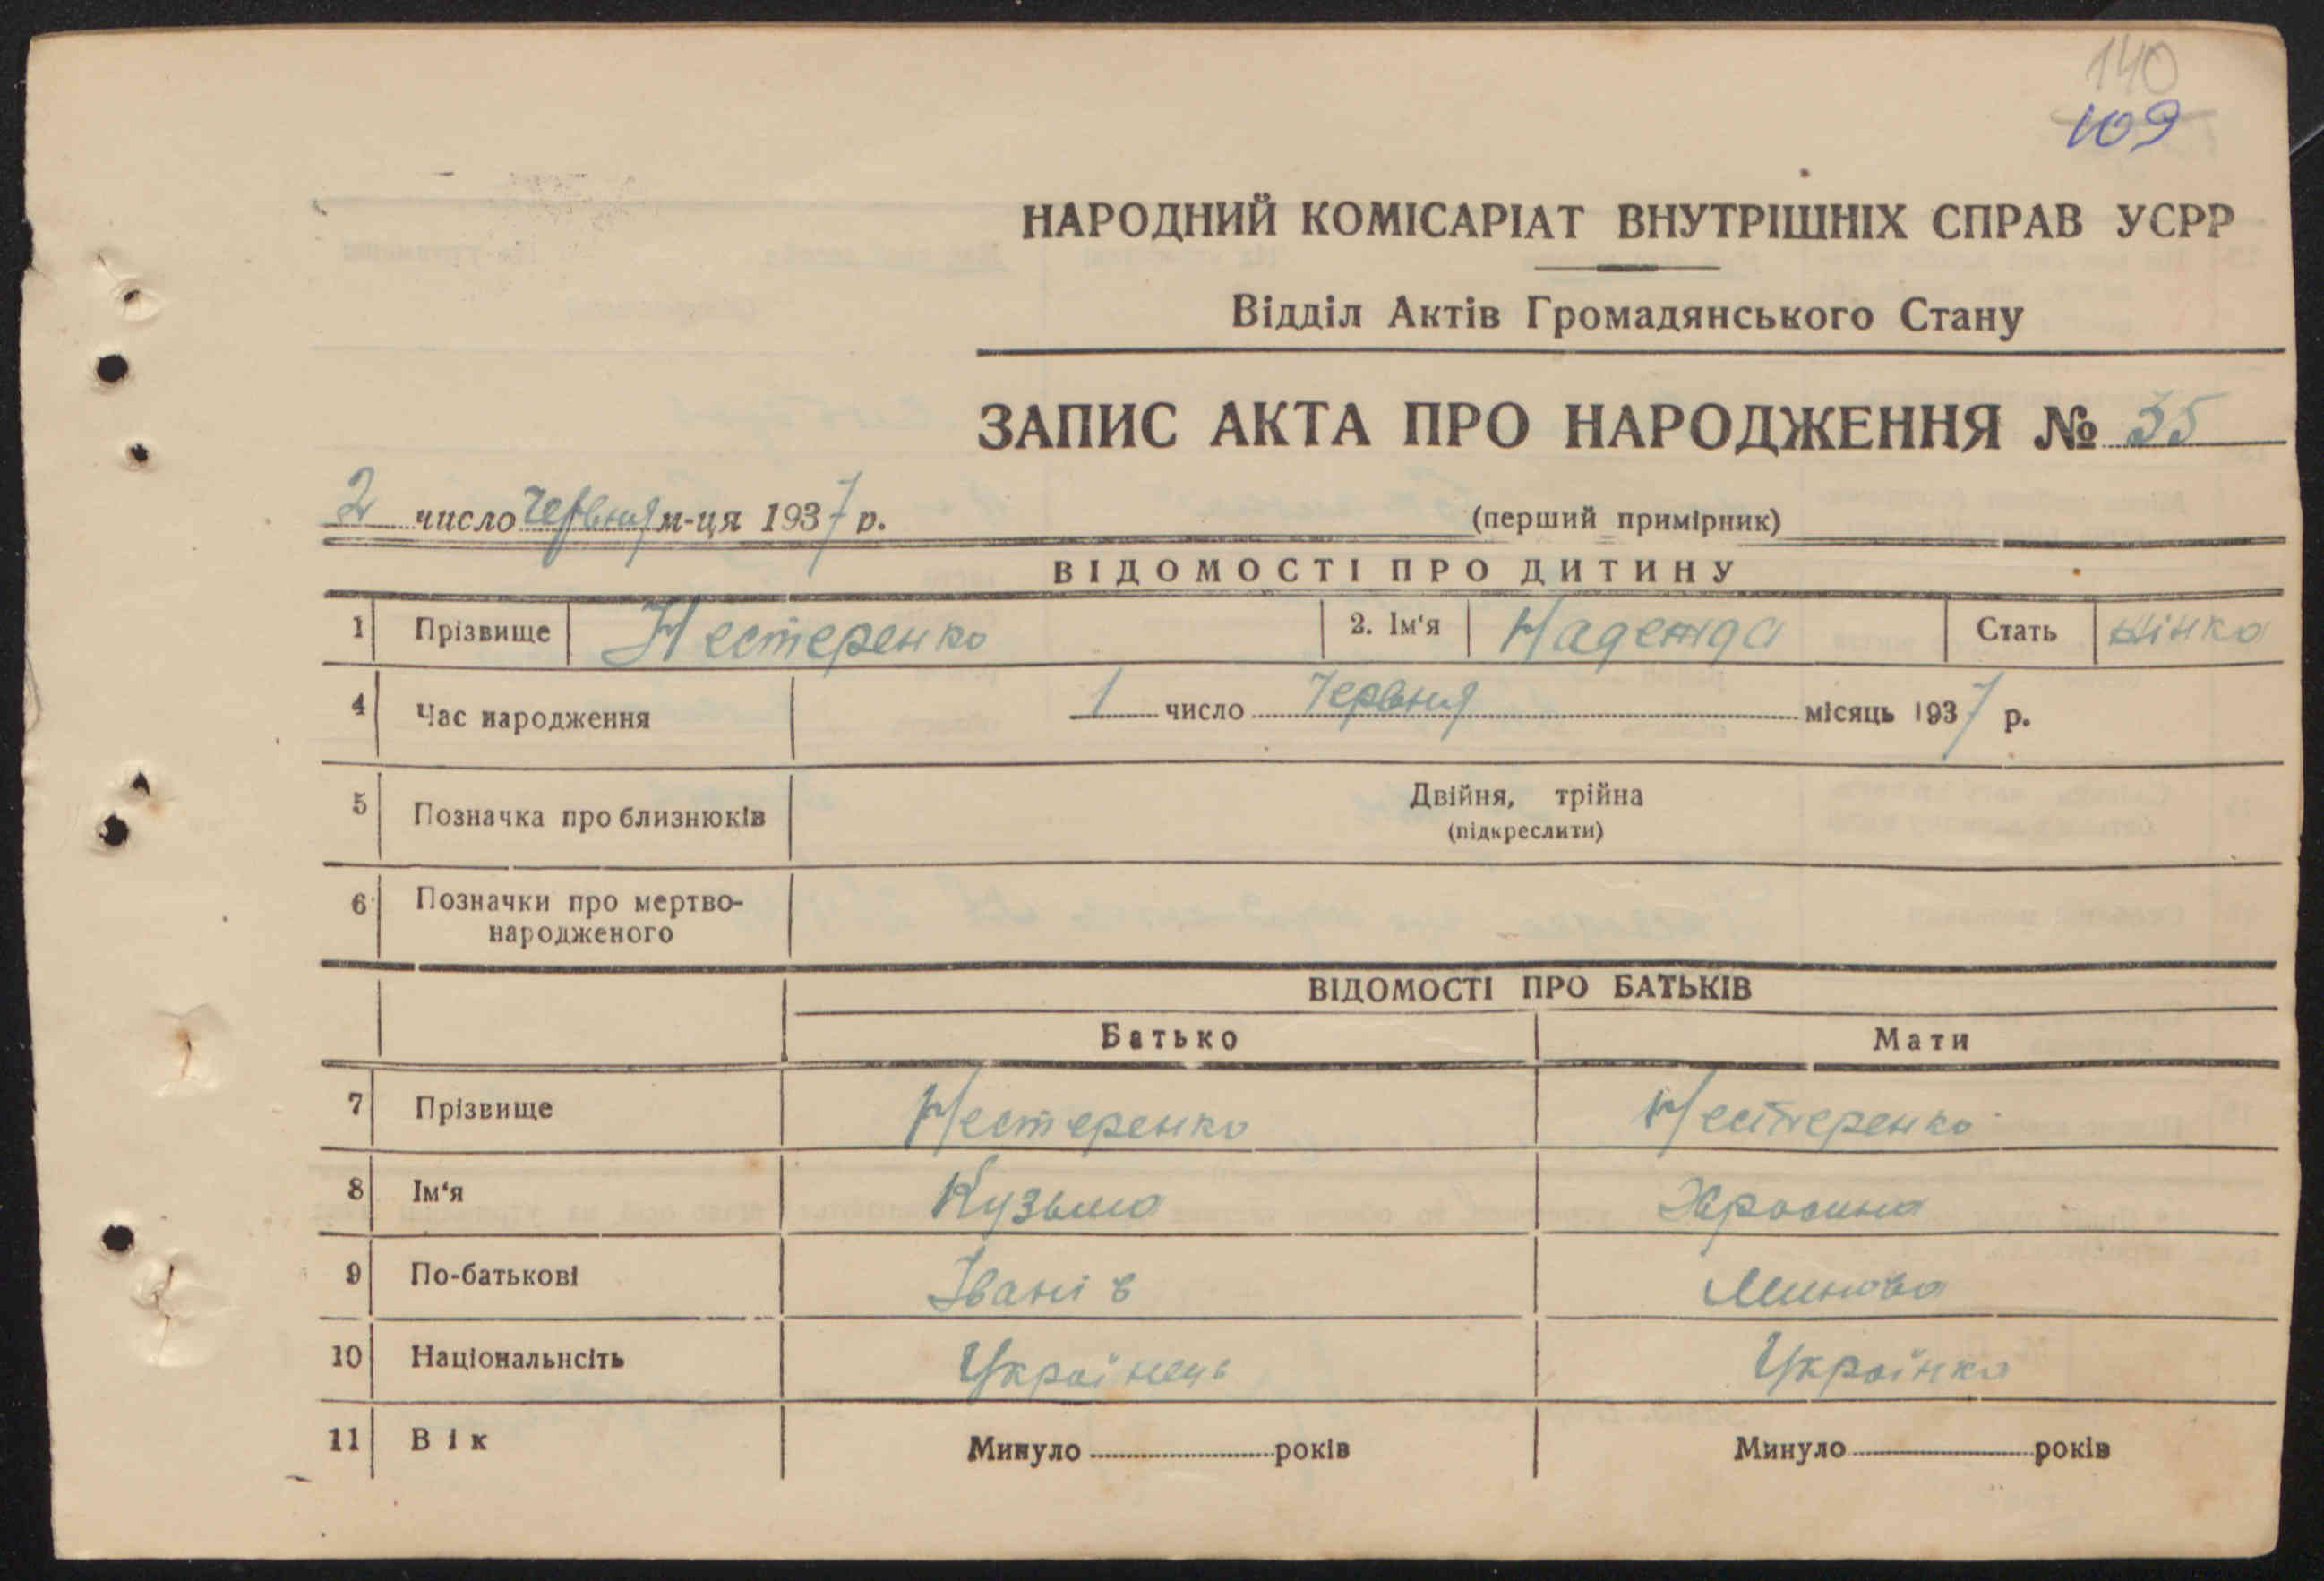 140
109
НАРОДНИЙ КОМІСАРІАТ ВНУТРІШНІХ СПРАВ УСРР
Відділ Актів Громадянського Стану
ЗАПИС АКТА ПРО НАРОДЖЕННЯ № 35
2 число Червня м-ця 1937 р. (перший примірник)
ВІДОМОСТІ ПРО ДИТИНУ
1 Прізвище Нестеренко 2. Ім'я Надежда Стать жінка
4 Час народження 1 число Червня місяць 1937 р.
5 Позначка про близнюків Двійня, трійна
(підкреслити)
6 Позначки про мертво-
народженого
ВІДОМОСТІ ПРО БАТЬКІВ
Батько Мати
7 Прізвище Нестеренко Нестеренко
8 Ім'я Кузьма
9 По-батькові Іванів
10 Національнсіть Українець Українка
11 Вік Минуло років Минуло років